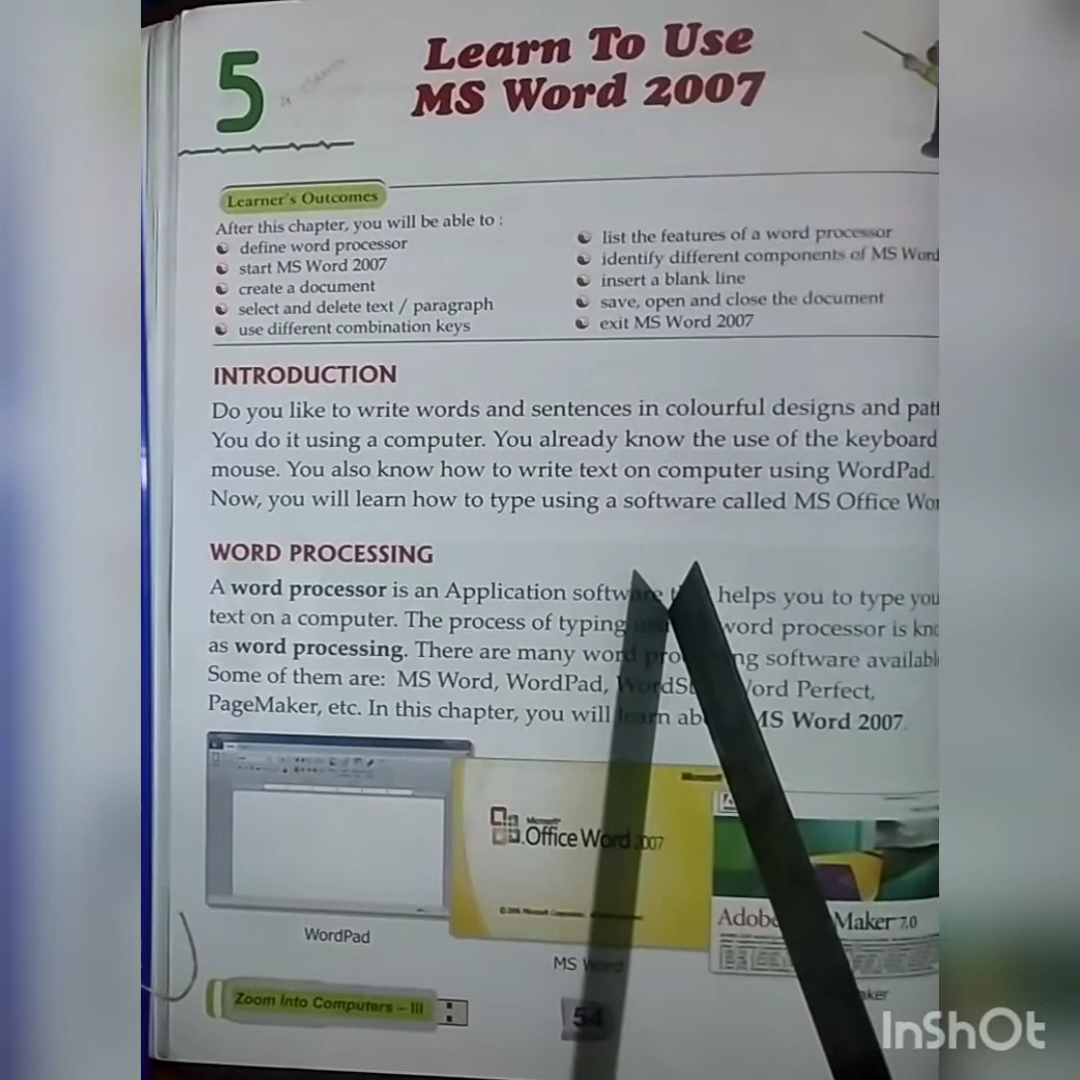 5
Learn To Use
MS Word 2007
Learner's Outcomes
After this chapter, you will be able to :
define word processor
start MS Word 2007
create a document
select and delete text / paragraph
use different combination keys
list the features of a word processor
identify different components of MS Word
insert a blank line
save, open and close the document
exit MS Word 2007
INTRODUCTION
Do you like to write words and sentences in colourful designs and
You do it using a computer. You already know the use of the keyboard
mouse. You also know how to write text on computer using WordPad.
Now, you will learn how to type using a software called MS Office
WORD PROCESSING
A word processor is an Application software helps you to type
text on a computer. The process of typing word processor is
as word processing. There are many word software
Some of them are: MS Word, WordPad, Word Perfect,
PageMaker, etc. In this chapter, you will learn MS Word 2007.
Microsoft
Microsoft
Office Word 2007
Adobe Maker 7.0
WordPad
MS Word
Zoom Into Computers – III
54
InShOt